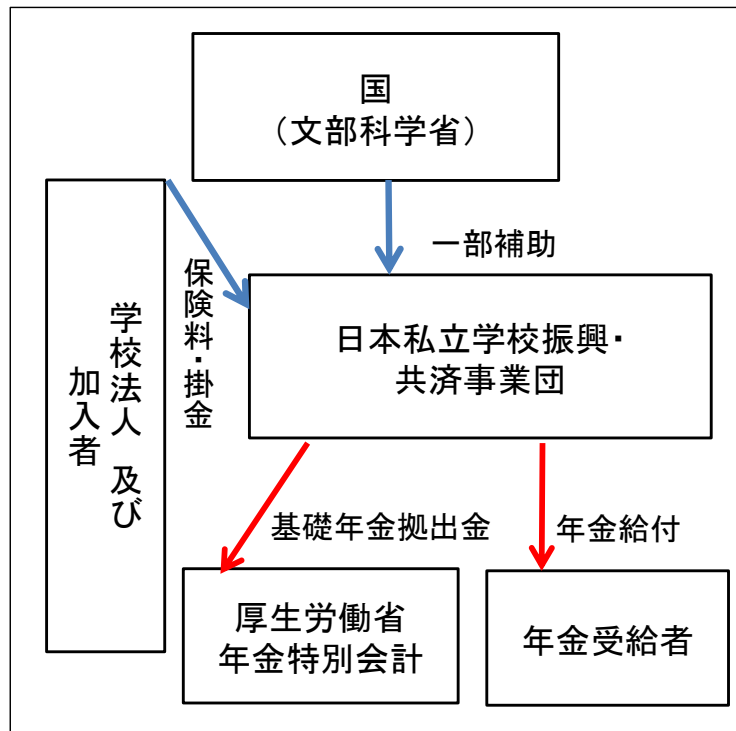 国
（文部科学省）
一部補助
保険料・掛金
学校法人 及び
加入者
日本私立学校振興・
共済事業団
基礎年金拠出金
年金給付
厚生労働省
年金特別会計
年金受給者